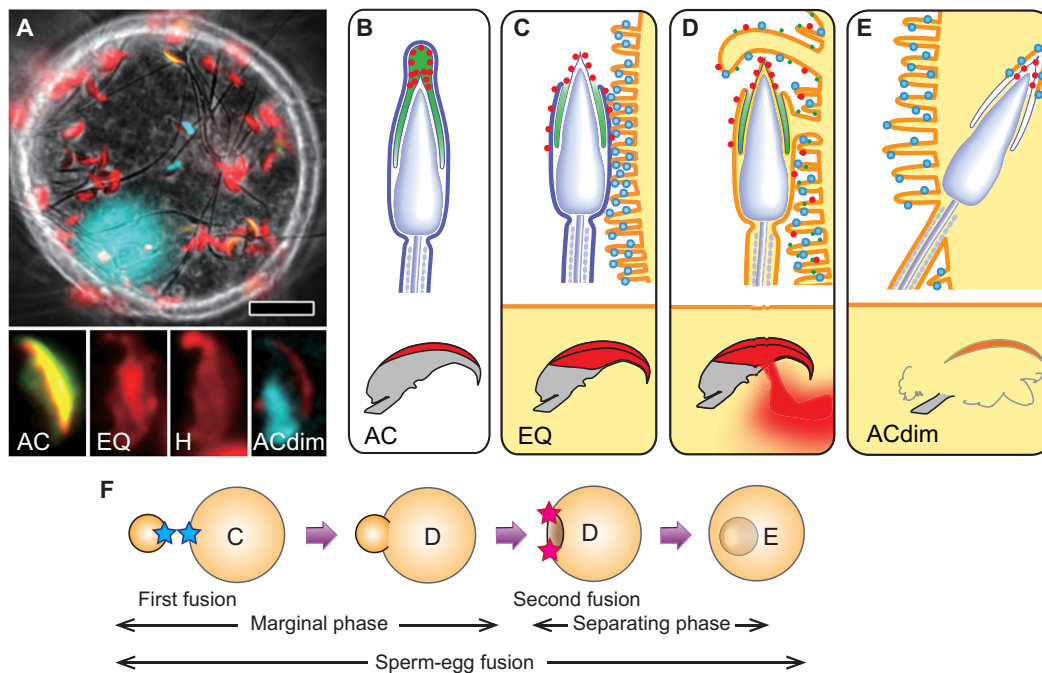 A
B
C
D
E
AC
EQ
H
ACdim
AC
EQ
ACdim
F
C
D
D
E
First fusion
Second fusion
Marginal phase
Separating phase
Sperm-egg fusion